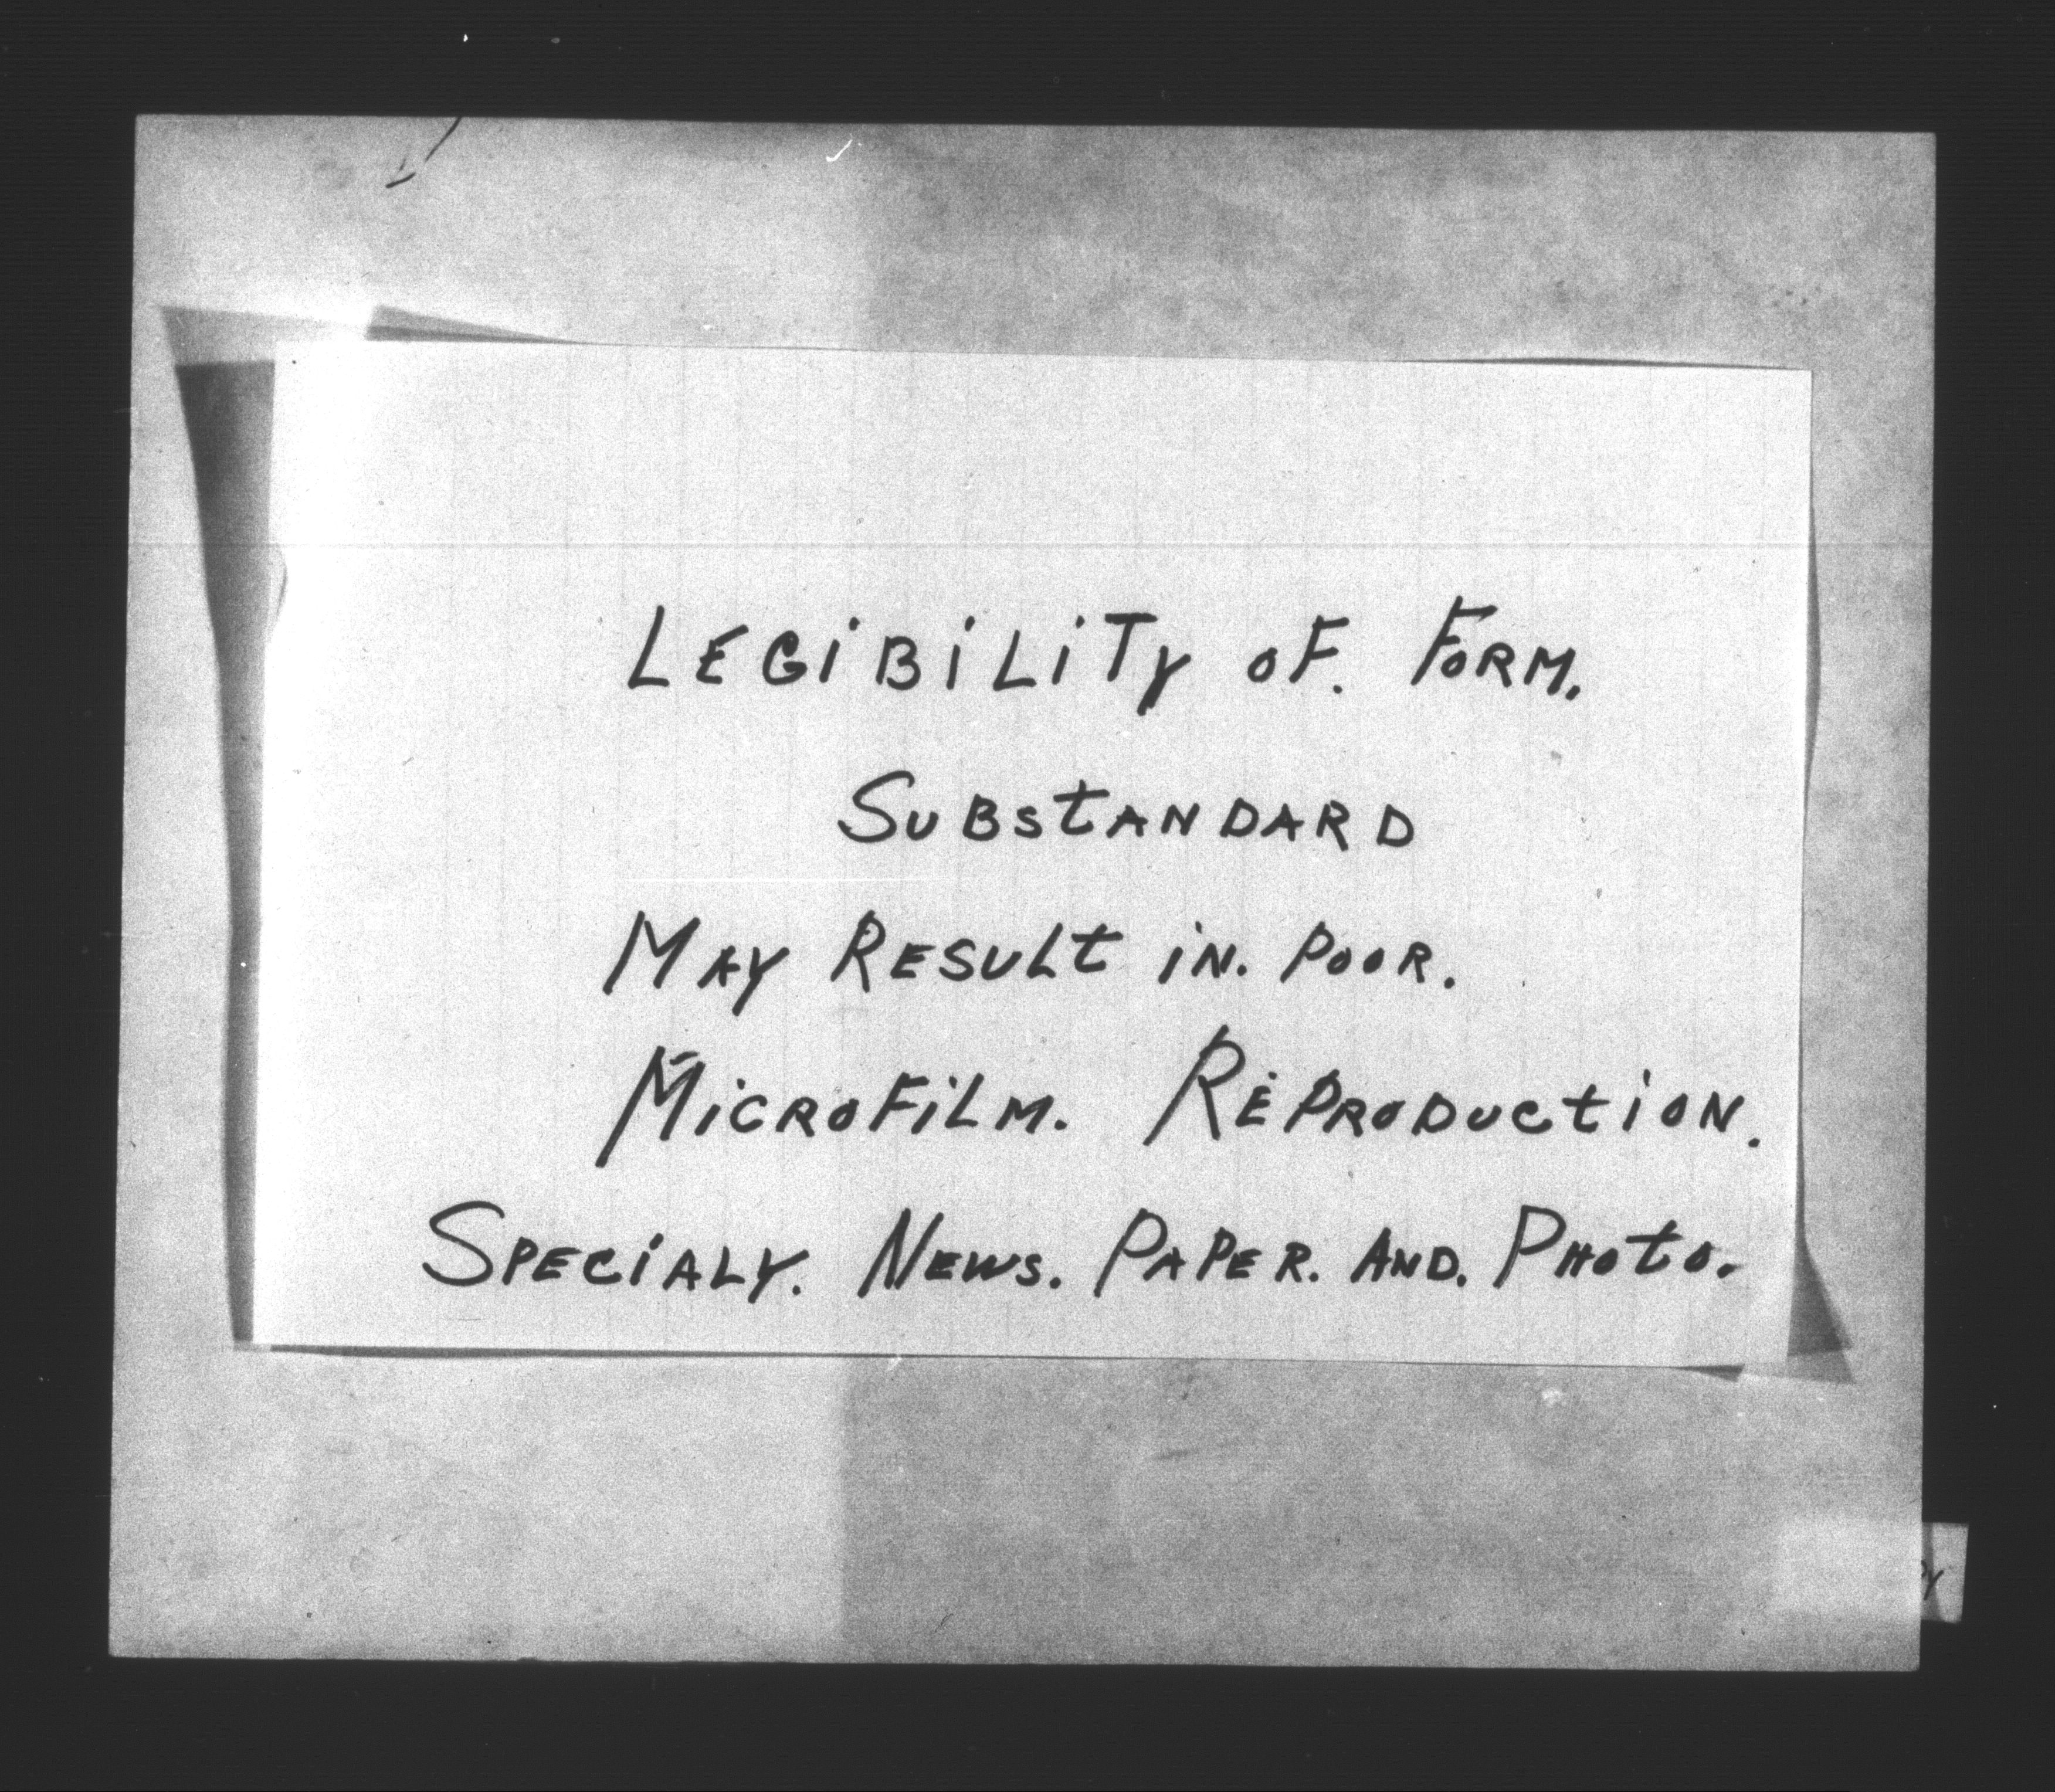 LEGiBiLiTy oF. FORM.
SUBStANDARD
MAY RESULt iN. POOR.
MiCROFiLM. REPRODUCtiON.
SPECiALY. NEWS. PAPER. AND. PHOtO.